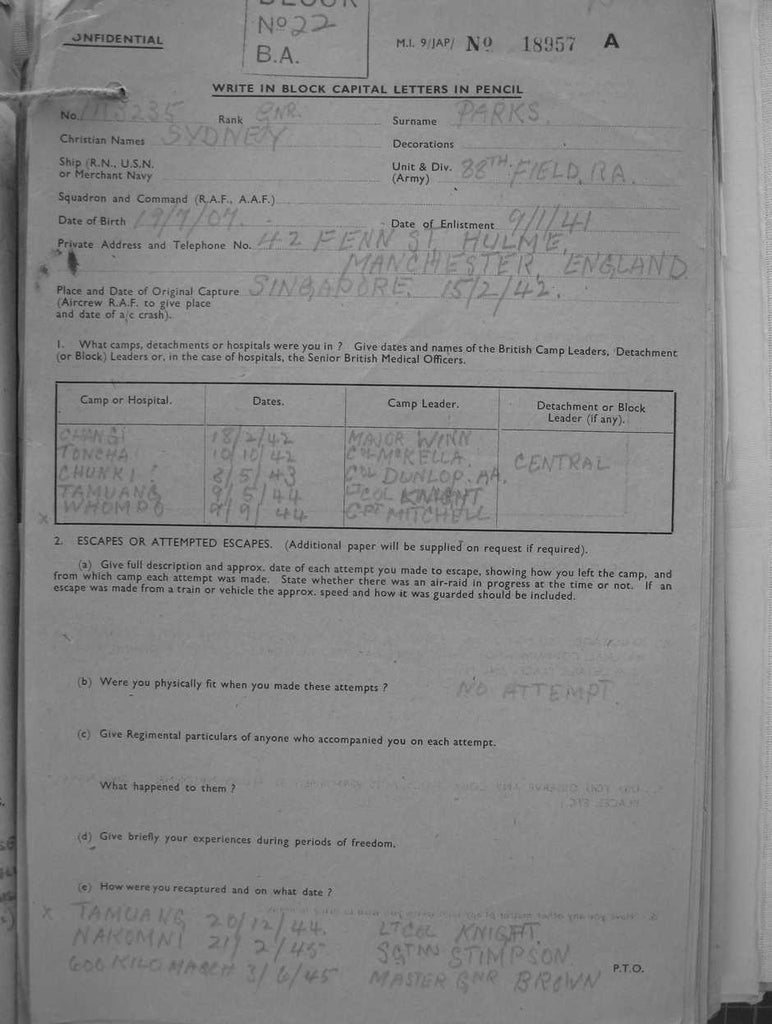 BLOCK
ONFIDENTIAL
No 22
B.A.
M.I. 9/JAP/ No 18957 A
WRITE IN BLOCK CAPITAL LETTERS IN PENCIL
No. Rank GNR. Surname PARKS.
Christian Names SYDNEY Decorations
Ship (R.N., U.S.N. or Merchant Navy
Unit & Div. (Army) 88TH FIELD, RA.
Squadron and Command (R.A.F., A.A.F.)
Date of Birth 19/7/07. Date of Enlistment 9/1/41
Private Address and Telephone No. 42 FENN ST, HULME,
MANCHESTER, ENGLAND
Place and Date of Original Capture SINGAPORE. 15/2/42.
(Aircrew R.A.F. to give place
and date of a/c crash).
1. What camps, detachments or hospitals were you in ? Give dates and names of the British Camp Leaders, Detachment
(or Block) Leaders or, in the case of hospitals, the Senior British Medical Officers.
Camp or Hospital. Dates. Camp Leader. Detachment or Block
Leader (if any).
CHANGI 18/2/42 MAJOR WINN
TONCHA 10/10/42 COL McKELLA.
CHUNKI 8/5/43 COL DUNLOP. AA. CENTRAL
TAMUANG 9/5/44 LTCOL KNIGHT
X WHOMPO 9/9/44 CPT MITCHELL
2. ESCAPES OR ATTEMPTED ESCAPES. (Additional paper will be supplied on request if required).
(a) Give full description and approx. date of each attempt you made to escape, showing how you left the camp, and
from which camp each attempt was made. State whether there was an air-raid in progress at the time or not. If an
escape was made from a train or vehicle the approx. speed and how it was guarded should be included.
(b) Were you physically fit when you made these attempts ? NO ATTEMPT.
(c) Give Regimental particulars of anyone who accompanied you on each attempt.
What happened to them ?
(d) Give briefly your experiences during periods of freedom.
(e) How were you recaptured and on what date ?
X TAMUANG 20/12/44. LTCOL KNIGHT.
NAKOMNI 21/2/45 STIMPSON
600 KILO MARCH 3/6/45 MASTER GNR BROWN
P.T.O.